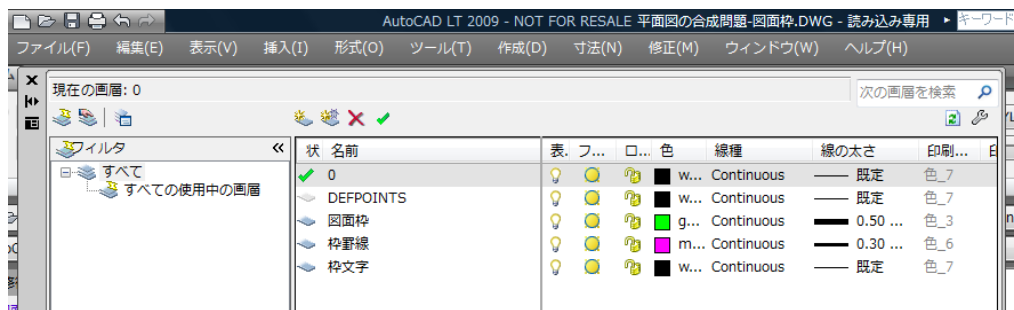 AutoCAD LT 2009 - NOT FOR RESALE 平面図の合成問題-図面枠.DWG - 読み込み専用 キーワード
ファイル(F) 編集(E) 表示(V) 挿入(I) 形式(O) ツール(T) 作成(D) 寸法(N) 修正(M) ウィンドウ(W) ヘルプ(H)
現在の画層: 0 次の画層を検索
フィルタ 状 名前 表. フ... ロ... 色 線種 線の太さ 印刷...
すべて 0 w... Continuous 既定 色_7
すべての使用中の画層 DEFPOINTS w... Continuous 既定 色_7
図面枠 g... Continuous 0.50 ... 色_3
枠罫線 m... Continuous 0.30 ... 色_6
枠文字 w... Continuous 既定 色_7